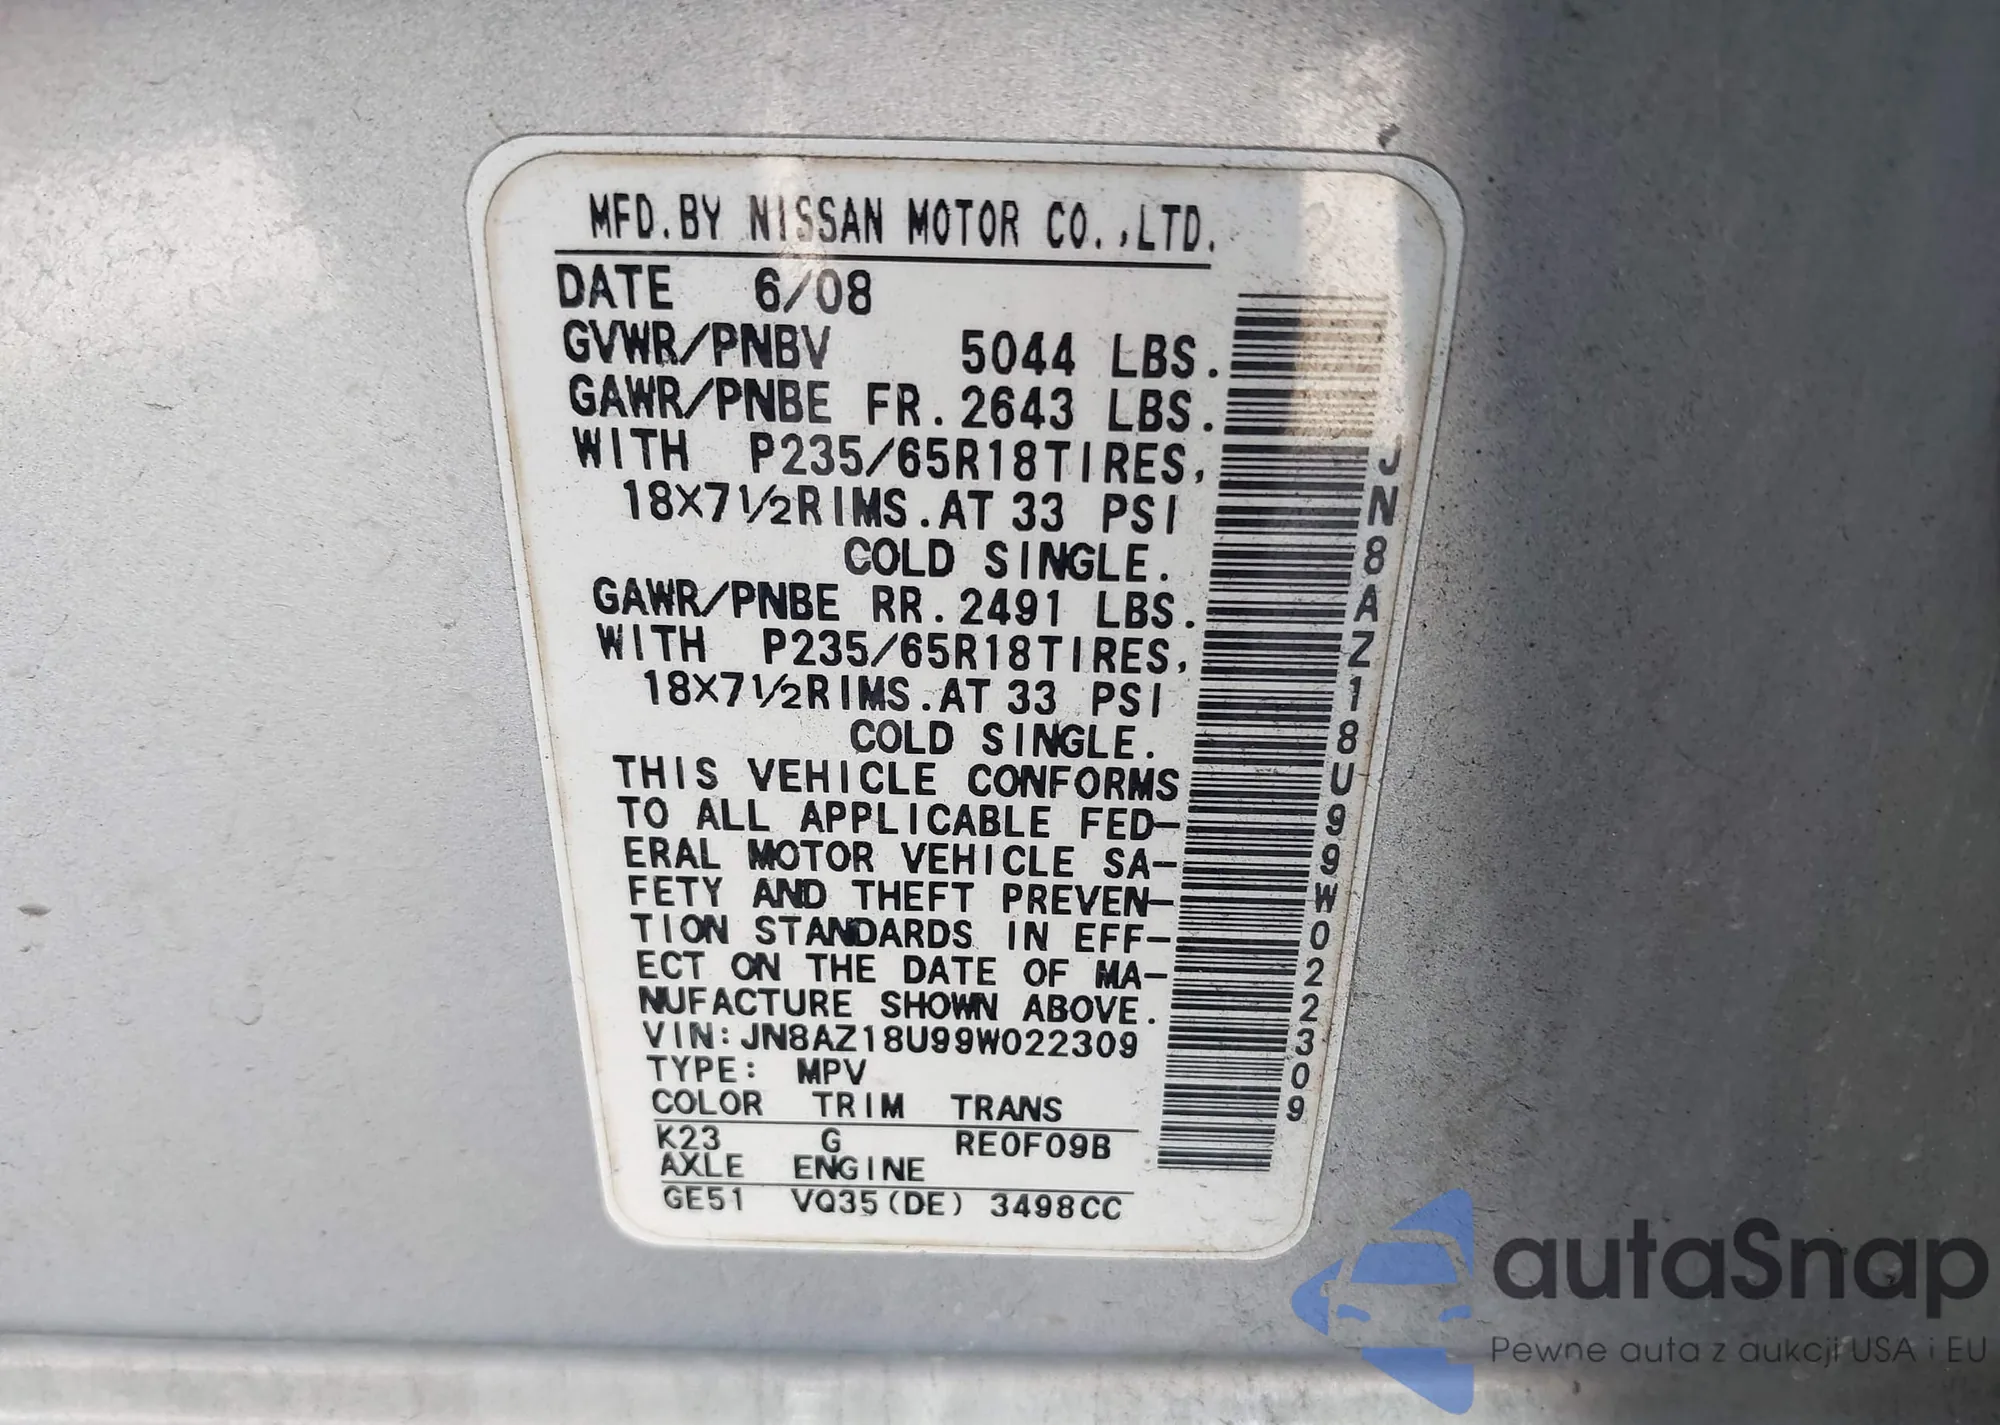 MFD.BY NISSAN MOTOR CO.,LTD.
DATE 6/08
GVWR/PNBV 5044 LBS.
GAWR/PNBE FR.2643 LBS.
WITH P235/65R18TIRES,
18X7 1/2RIMS.AT 33 PSI
COLD SINGLE.
GAWR/PNBE RR.2491 LBS.
WITH P235/65R18TIRES,
18X7 1/2RIMS.AT 33 PSI
COLD SINGLE.
THIS VEHICLE CONFORMS
TO ALL APPLICABLE FED-
ERAL MOTOR VEHICLE SA-
FETY AND THEFT PREVEN-
TION STANDARDS IN EFF-
ECT ON THE DATE OF MA-
NUFACTURE SHOWN ABOVE.
VIN:JN8AZ18U99W022309
TYPE: MPV
COLOR TRIM TRANS
K23 G RE0F09B
AXLE ENGINE
GE51 VQ35(DE) 3498CC
JN8AZ18U99W022309
autaSnap
Pewne auta z aukcji USA i EU